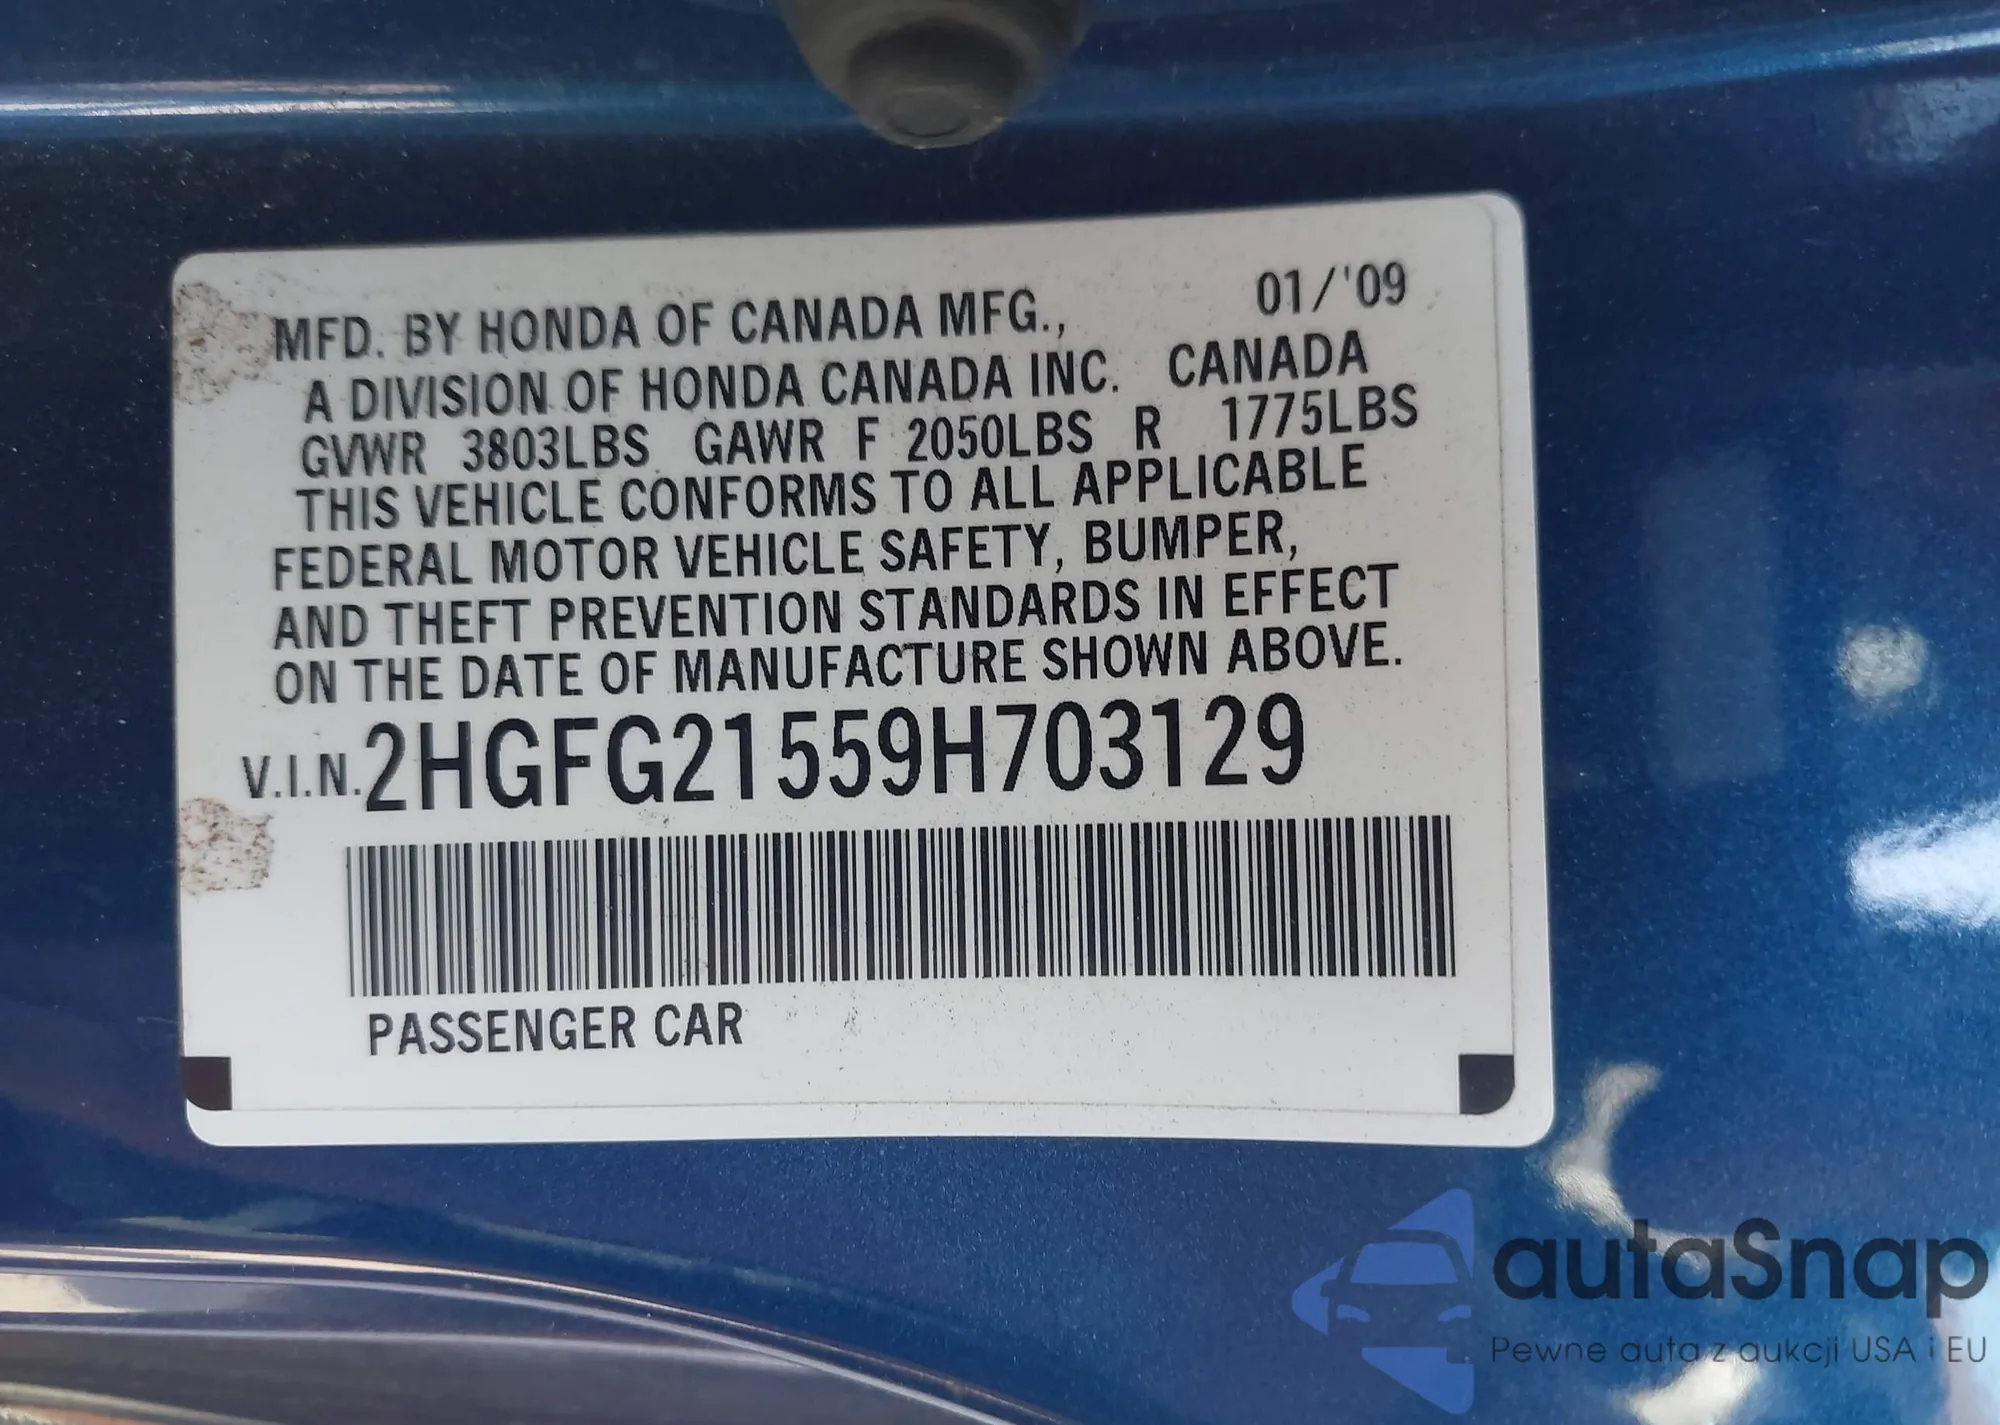 MFD. BY HONDA OF CANADA MFG., 01/'09
A DIVISION OF HONDA CANADA INC. CANADA
GVWR 3803LBS GAWR F 2050LBS R 1775LBS
THIS VEHICLE CONFORMS TO ALL APPLICABLE
FEDERAL MOTOR VEHICLE SAFETY, BUMPER,
AND THEFT PREVENTION STANDARDS IN EFFECT
ON THE DATE OF MANUFACTURE SHOWN ABOVE.
V.I.N. 2HGFG21559H703129
PASSENGER CAR
autaSnap
Pewne auta z aukcji USA i EU